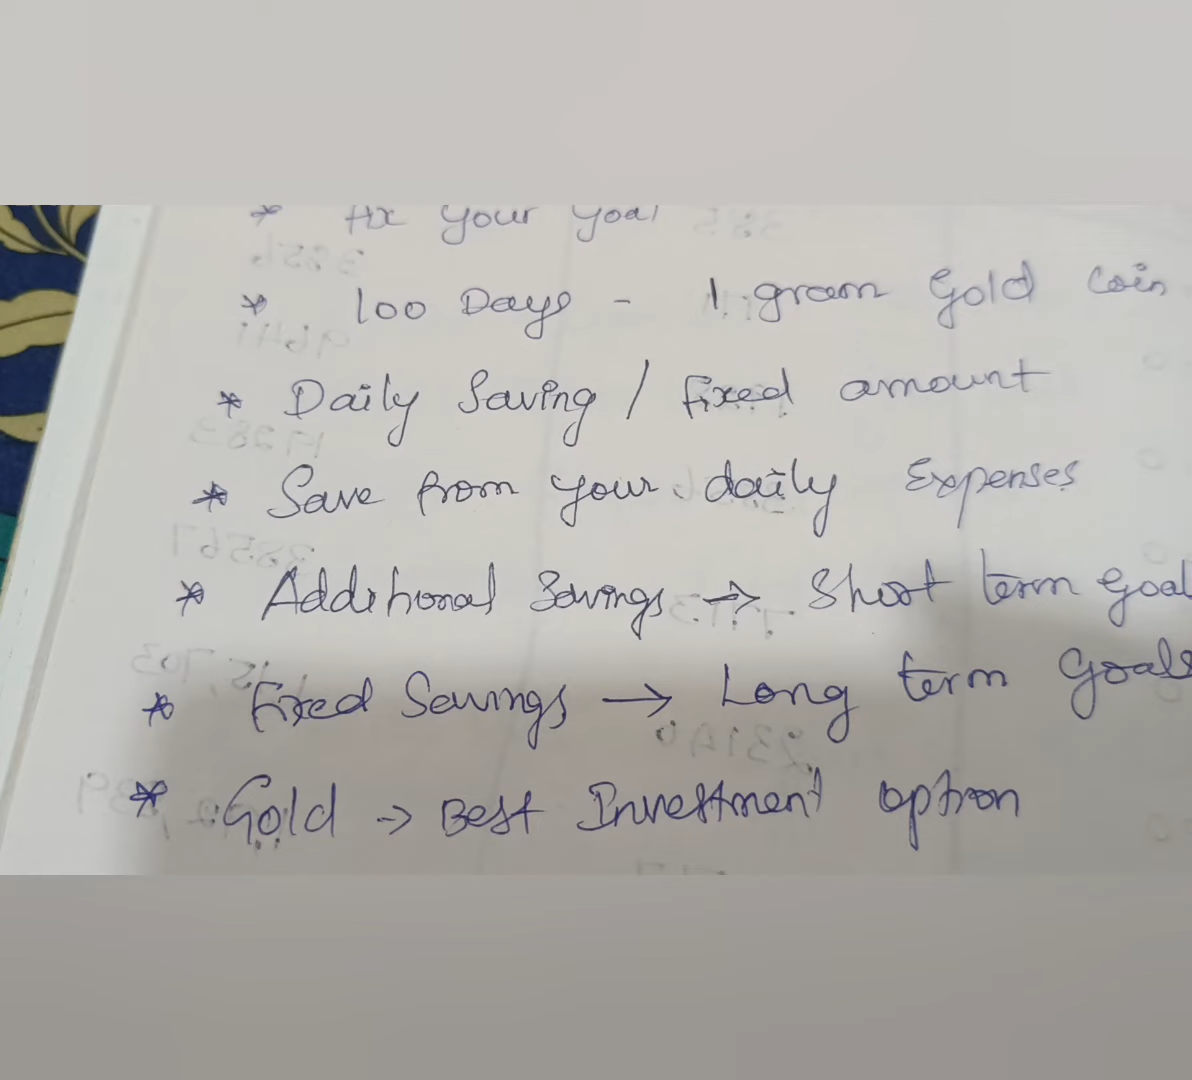 * Fix your goal
* 100 Days - 1 gram Gold Coin
* Daily Saving / fixed amount
* Save from your daily Expenses
* Additional Savings → Short term goal
* Fixed Savings → Long term Goals
* Gold → Best Investment option